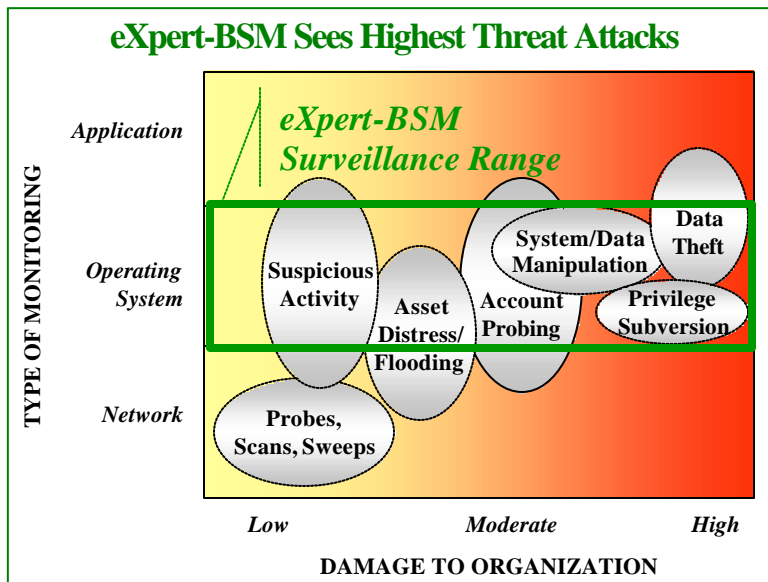 eXpert-BSM Sees Highest Threat Attacks
TYPE OF MONITORING
Application
Operating
System
Network
eXpert-BSM
Surveillance Range
Suspicious
Activity
Asset
Distress/
Flooding
Account
Probing
System/Data
Manipulation
Data
Theft
Privilege
Subversion
Probes,
Scans, Sweeps
Low
Moderate
High
DAMAGE TO ORGANIZATION